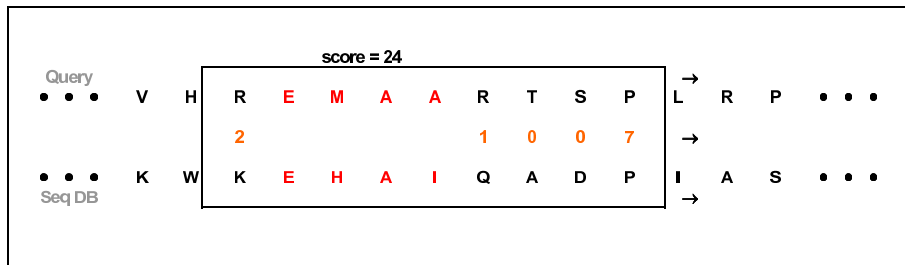 score = 24
Query
• • • V H R E M A A R T S P L R P • • •
→
2 1 0 0 7 →
• • • K W K E H A I Q A D P I A S • • •
Seq DB
→